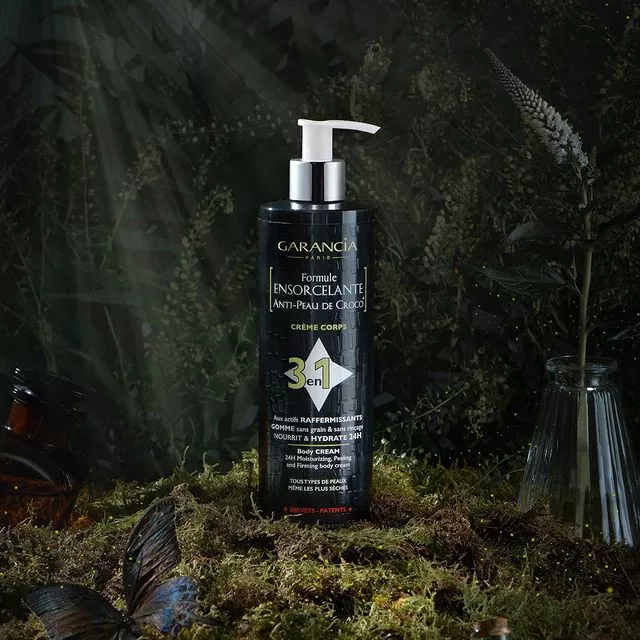 GARANCIA
PARIS
Formule
ENSORCELANTE
ANTI-PEAU DE CROCO
CRÈME CORPS
3en1
Aux actifs RAFFERMISSANTS
GOMME sans grain & sans rinçage
NOURRIT & HYDRATE 24H
Body CREAM
24H Moisturizing, Peeling
and Firming body cream
TOUS TYPES DE PEAUX
MÊME LES PLUS SÈCHES
+ BREVETS - PATENTS +